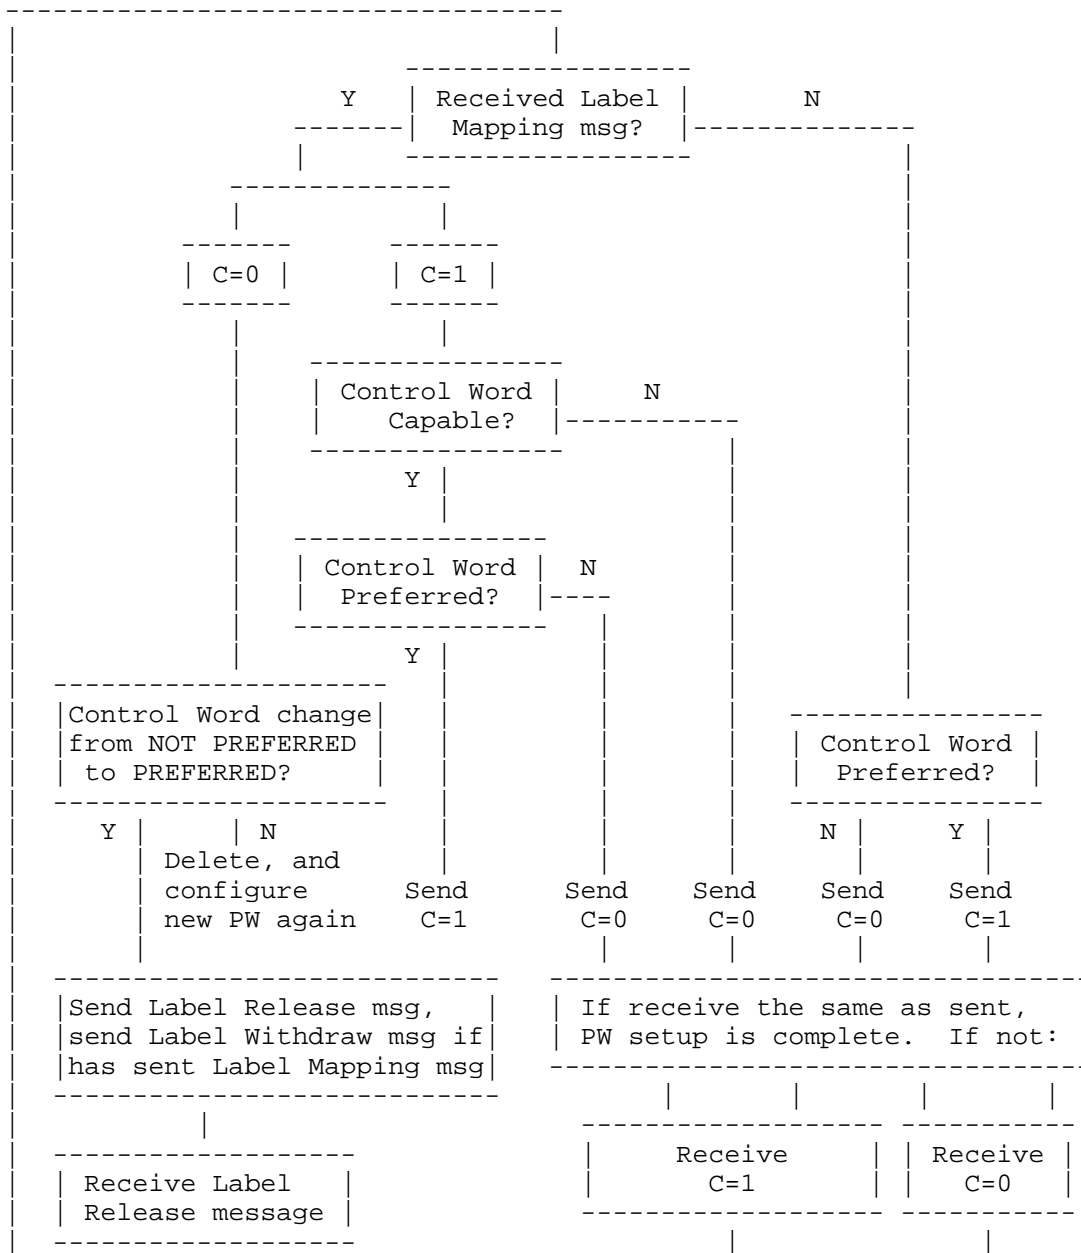 Y Received Label N
Mapping msg?
C=0 C=1
Control Word N
Capable?
Y
Control Word N
Preferred?
Y
Control Word change
from NOT PREFERRED Control Word
to PREFERRED? Preferred?
Y N N Y
Delete, and
configure Send Send Send Send Send
new PW again C=1 C=0 C=0 C=0 C=1
Send Label Release msg, If receive the same as sent,
send Label Withdraw msg if PW setup is complete. If not:
has sent Label Mapping msg
Receive Receive
Receive Label C=1 C=0
Release message